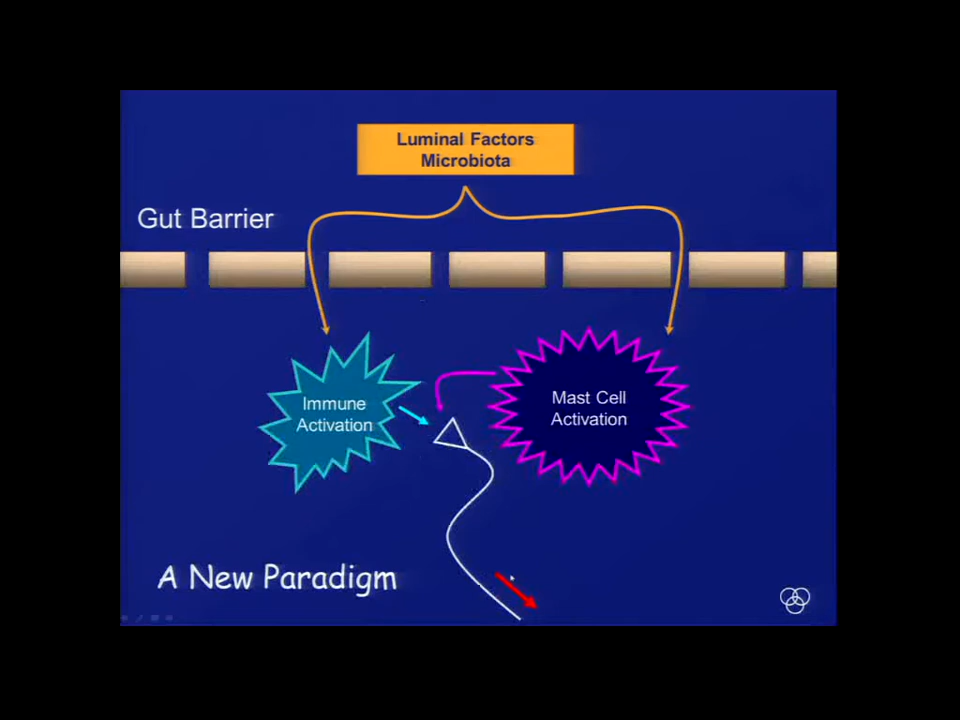 Luminal Factors
Microbiota
Gut Barrier
Immune
Activation
Mast Cell
Activation
A New Paradigm